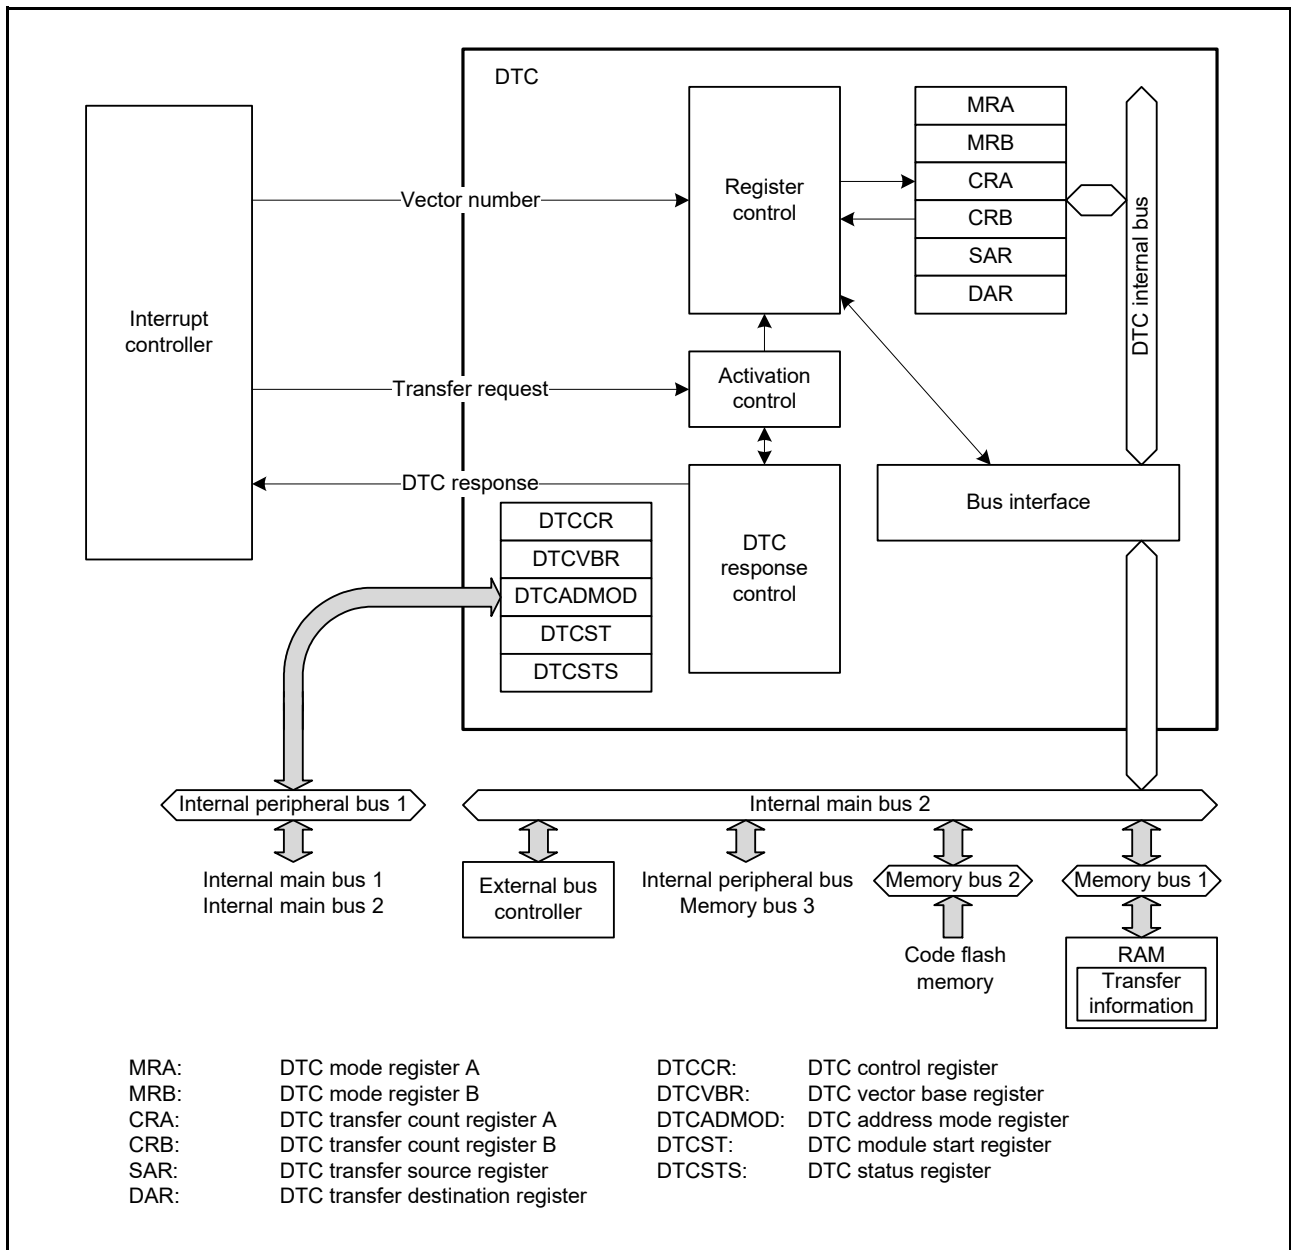 DTC
MRA
MRB
CRA
CRB
SAR
DAR
Register
control
Vector number
DTC internal bus
Interrupt
controller
Activation
control
Transfer request
DTC response
Bus interface
DTCCR
DTCVBR
DTCADMOD
DTCST
DTCSTS
DTC
response
control
Internal peripheral bus 1
Internal main bus 2
Internal main bus 1
Internal main bus 2
External bus
controller
Internal peripheral bus
Memory bus 3
Memory bus 2
Memory bus 1
Code flash
memory
RAM
Transfer
information
MRA: DTC mode register A
MRB: DTC mode register B
CRA: DTC transfer count register A
CRB: DTC transfer count register B
SAR: DTC transfer source register
DAR: DTC transfer destination register
DTCCR: DTC control register
DTCVBR: DTC vector base register
DTCADMOD: DTC address mode register
DTCST: DTC module start register
DTCSTS: DTC status register